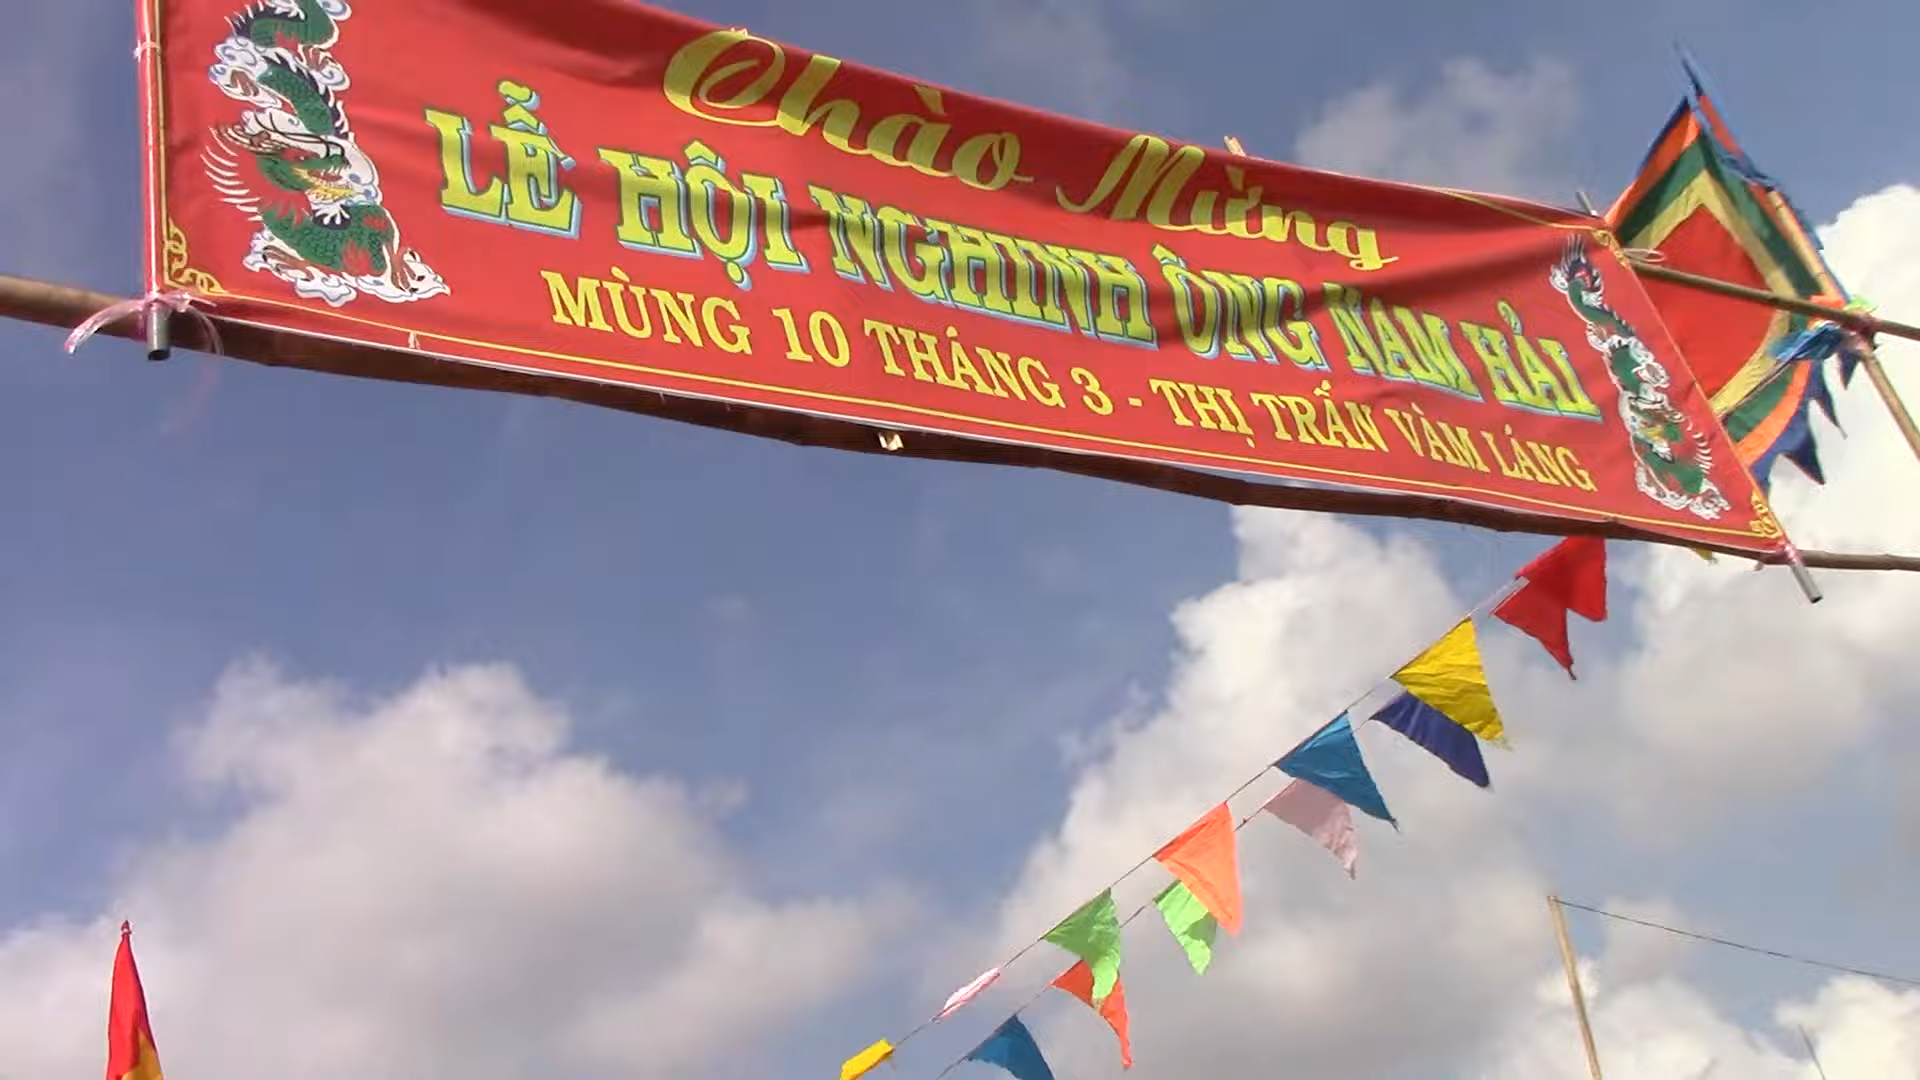 Chào Mừng
LỄ HỘI NGHINH ÔNG NAM HẢI
MÙNG 10 THÁNG 3 - THỊ TRẤN VÀM LÁNG